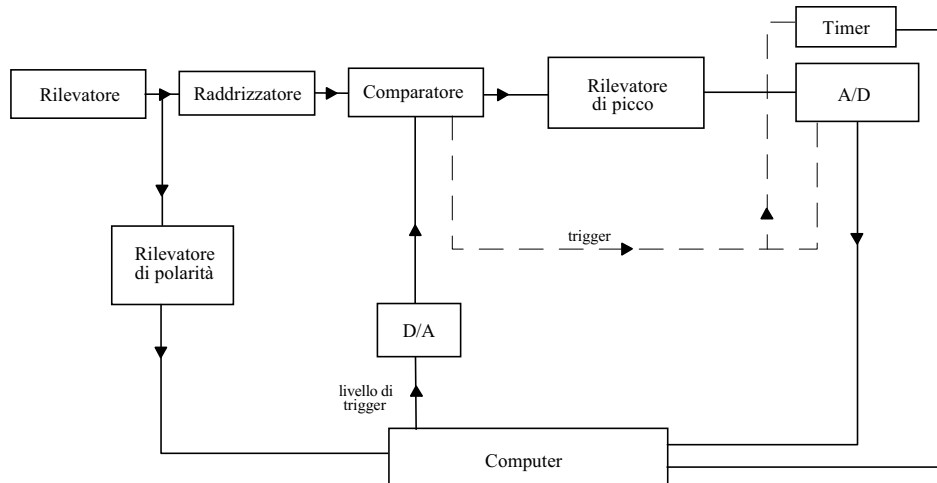 Timer
Rilevatore
Raddrizzatore
Comparatore
Rilevatore
di picco
A/D
trigger
Rilevatore
di polarità
D/A
livello di
trigger
Computer